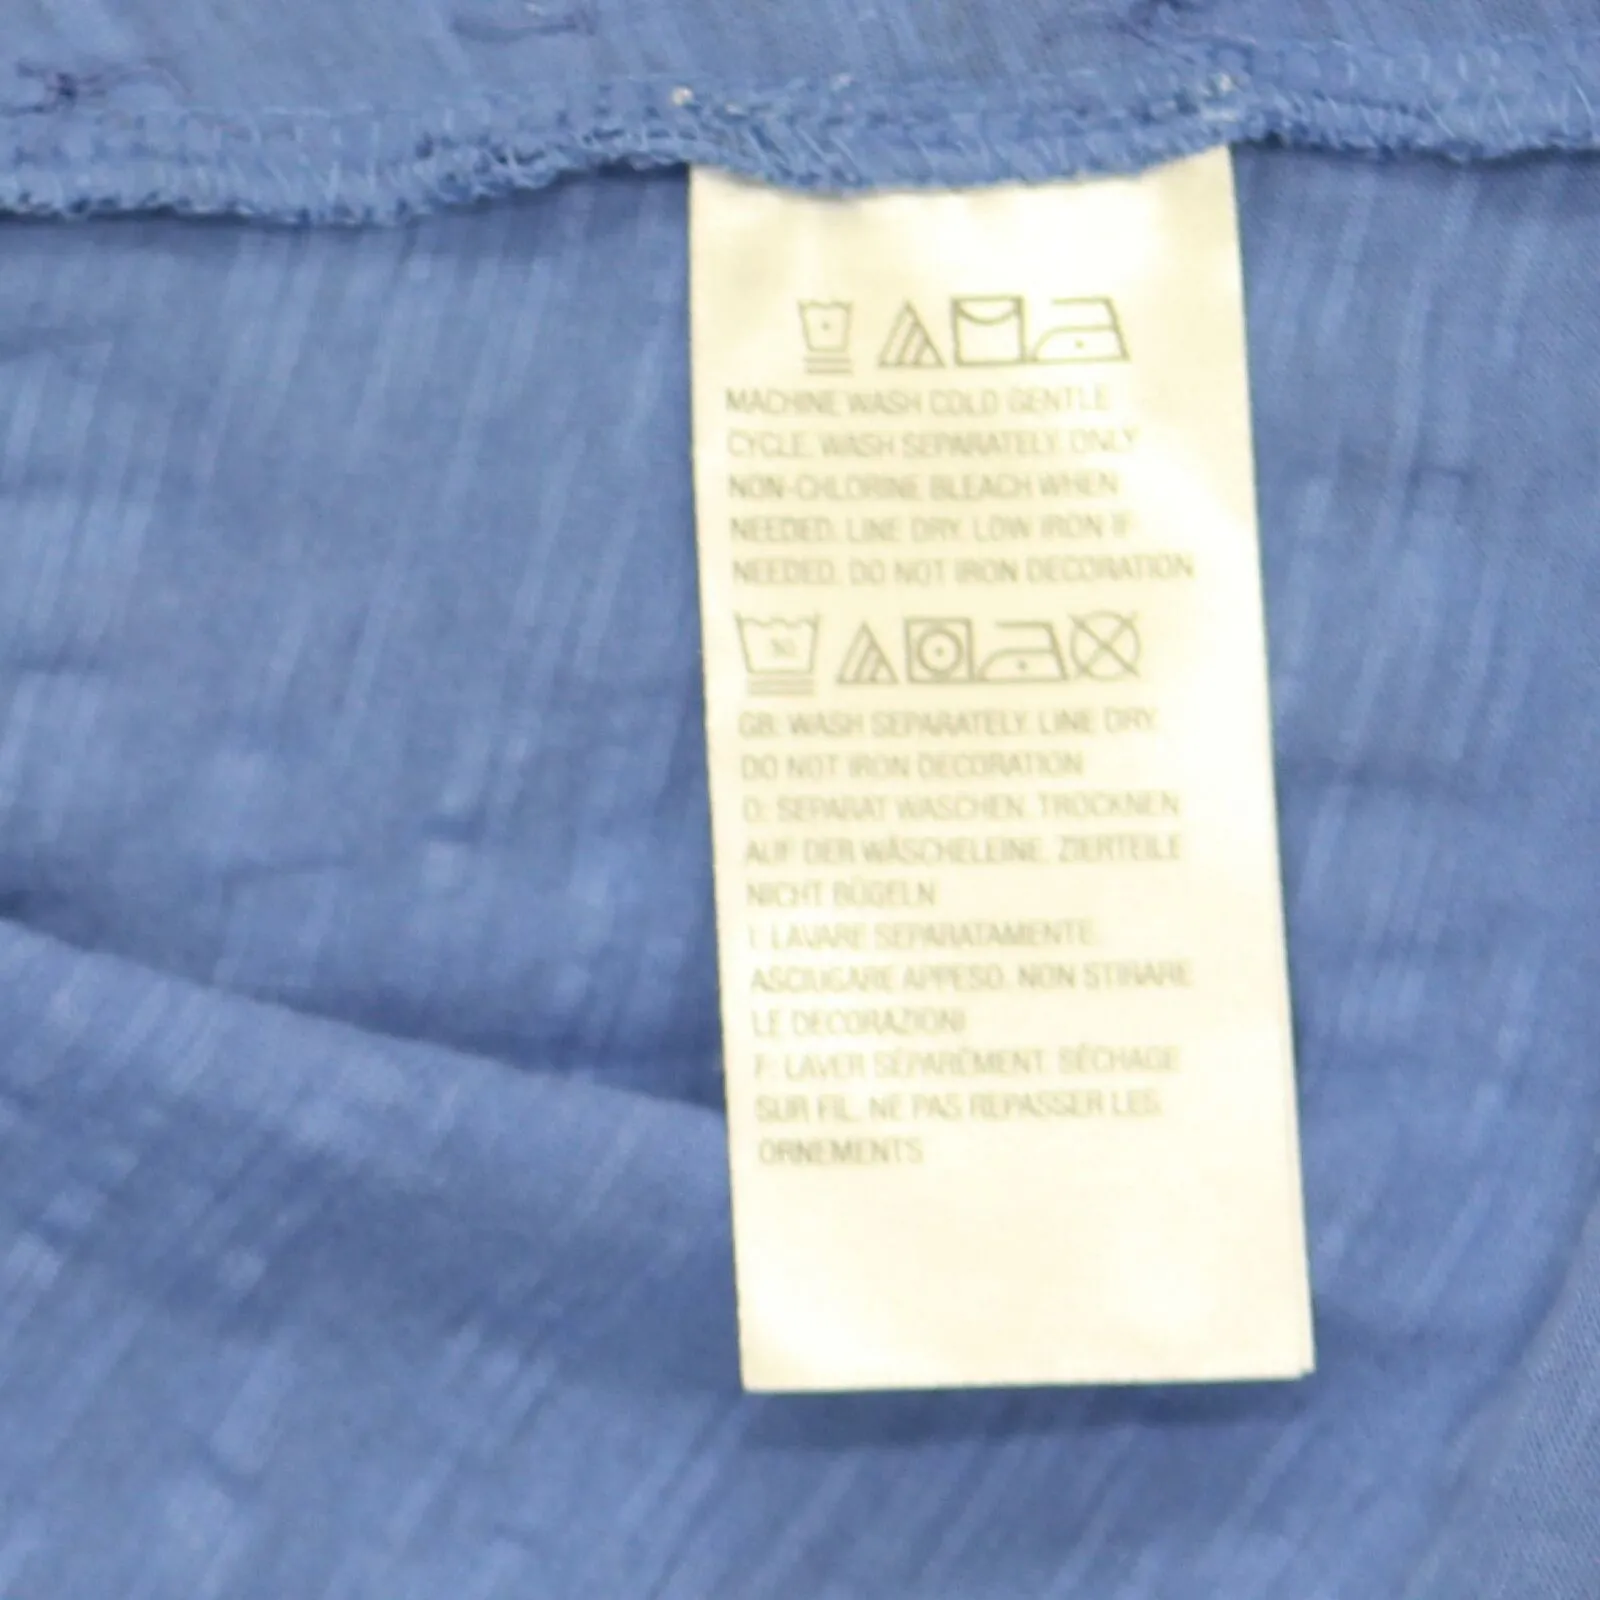 MACHINE WASH COLD GENTLE
CYCLE. WASH SEPARATELY. ONLY
NON-CHLORINE BLEACH WHEN
NEEDED. LINE DRY. LOW IRON IF
NEEDED. DO NOT IRON DECORATION
30
GB: WASH SEPARATELY. LINE DRY.
DO NOT IRON DECORATION
D: SEPARAT WASCHEN. TROCKNEN
AUF DER WÄSCHELEINE. ZIERTEILE
NICHT BÜGELN
I: LAVARE SEPARATAMENTE.
ASCIUGARE APPESO. NON STIRARE
LE DECORAZIONI
F: LAVER SÉPARÉMENT. SÉCHAGE
SUR FIL. NE PAS REPASSER LES
ORNEMENTS